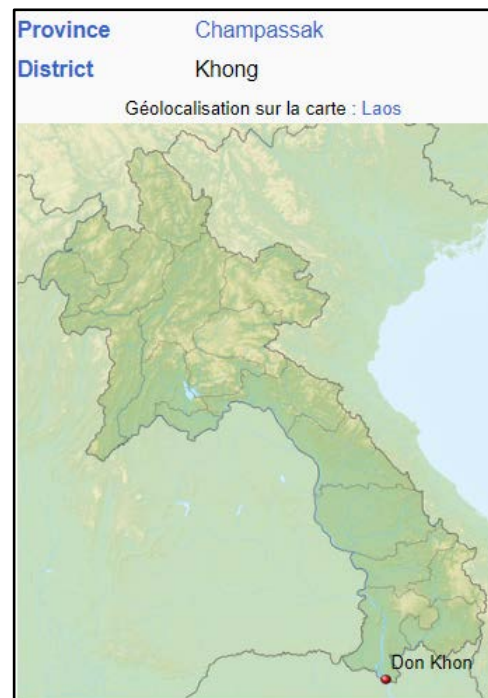 Province Champassak
District Khong
Géolocalisation sur la carte : Laos
Don Khon